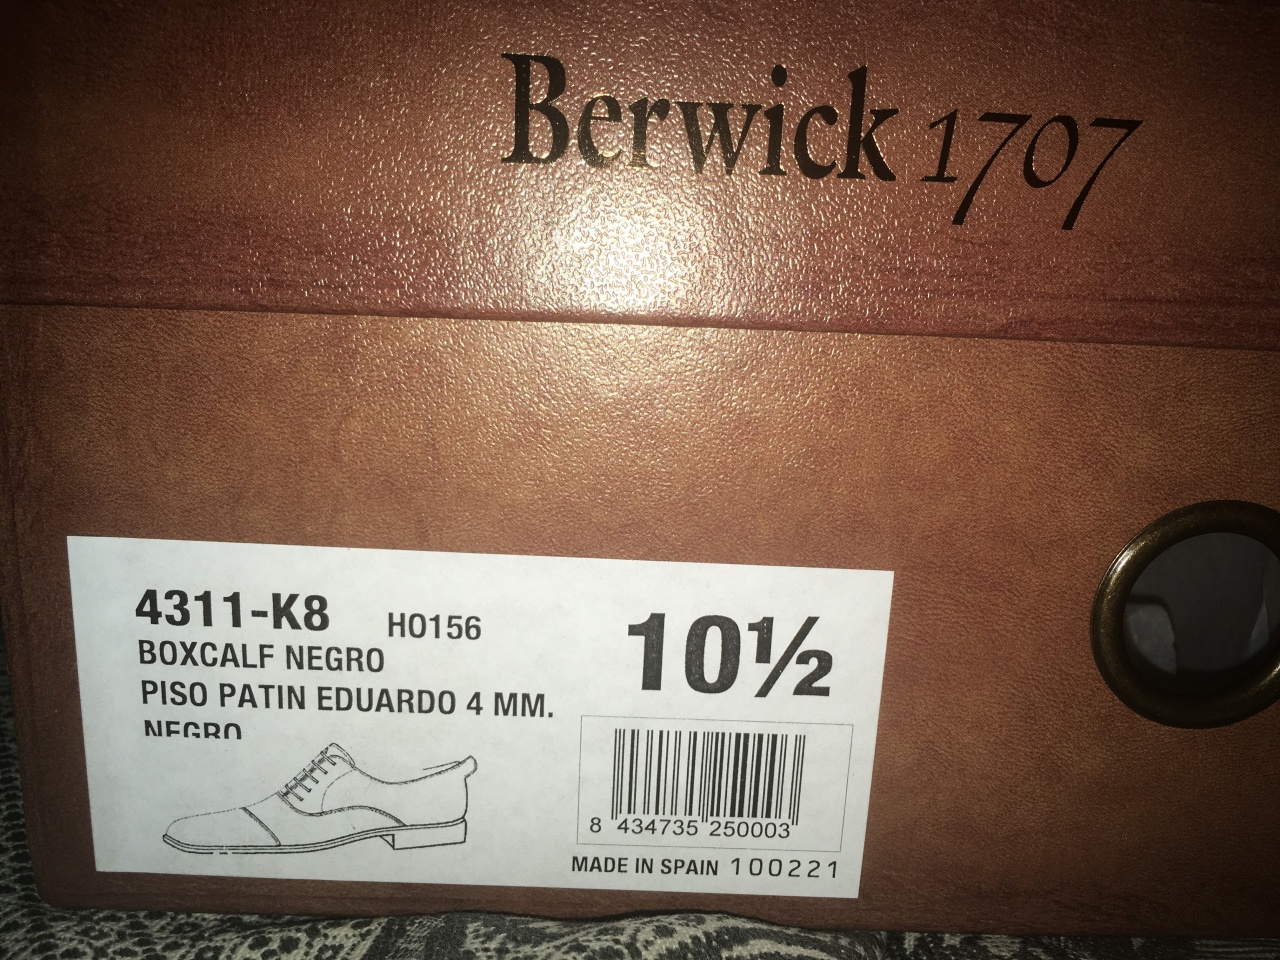 Berwick 1707
4311-K8 HO156
BOXCALF NEGRO
PISO PATIN EDUARDO 4 MM.
NEGRO
10½
8 434735 250003
MADE IN SPAIN 100221